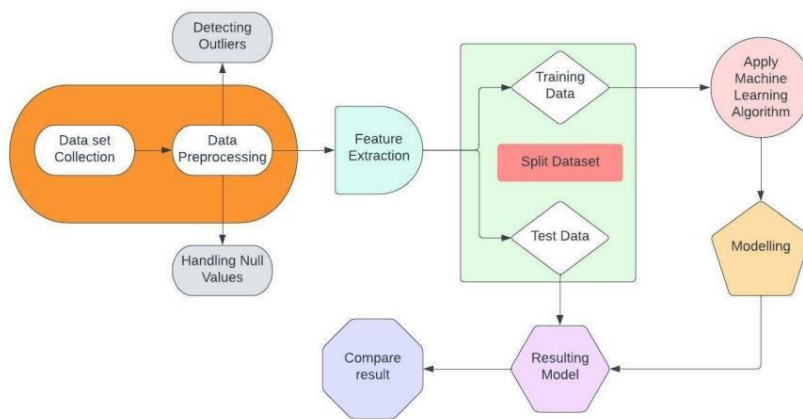 Detecting
Outliers
Data set
Collection
Data
Preprocessing
Handling Null
Values
Feature
Extraction
Training
Data
Split Dataset
Test Data
Apply
Machine
Learning
Algorithm
Modelling
Resulting
Model
Compare
result